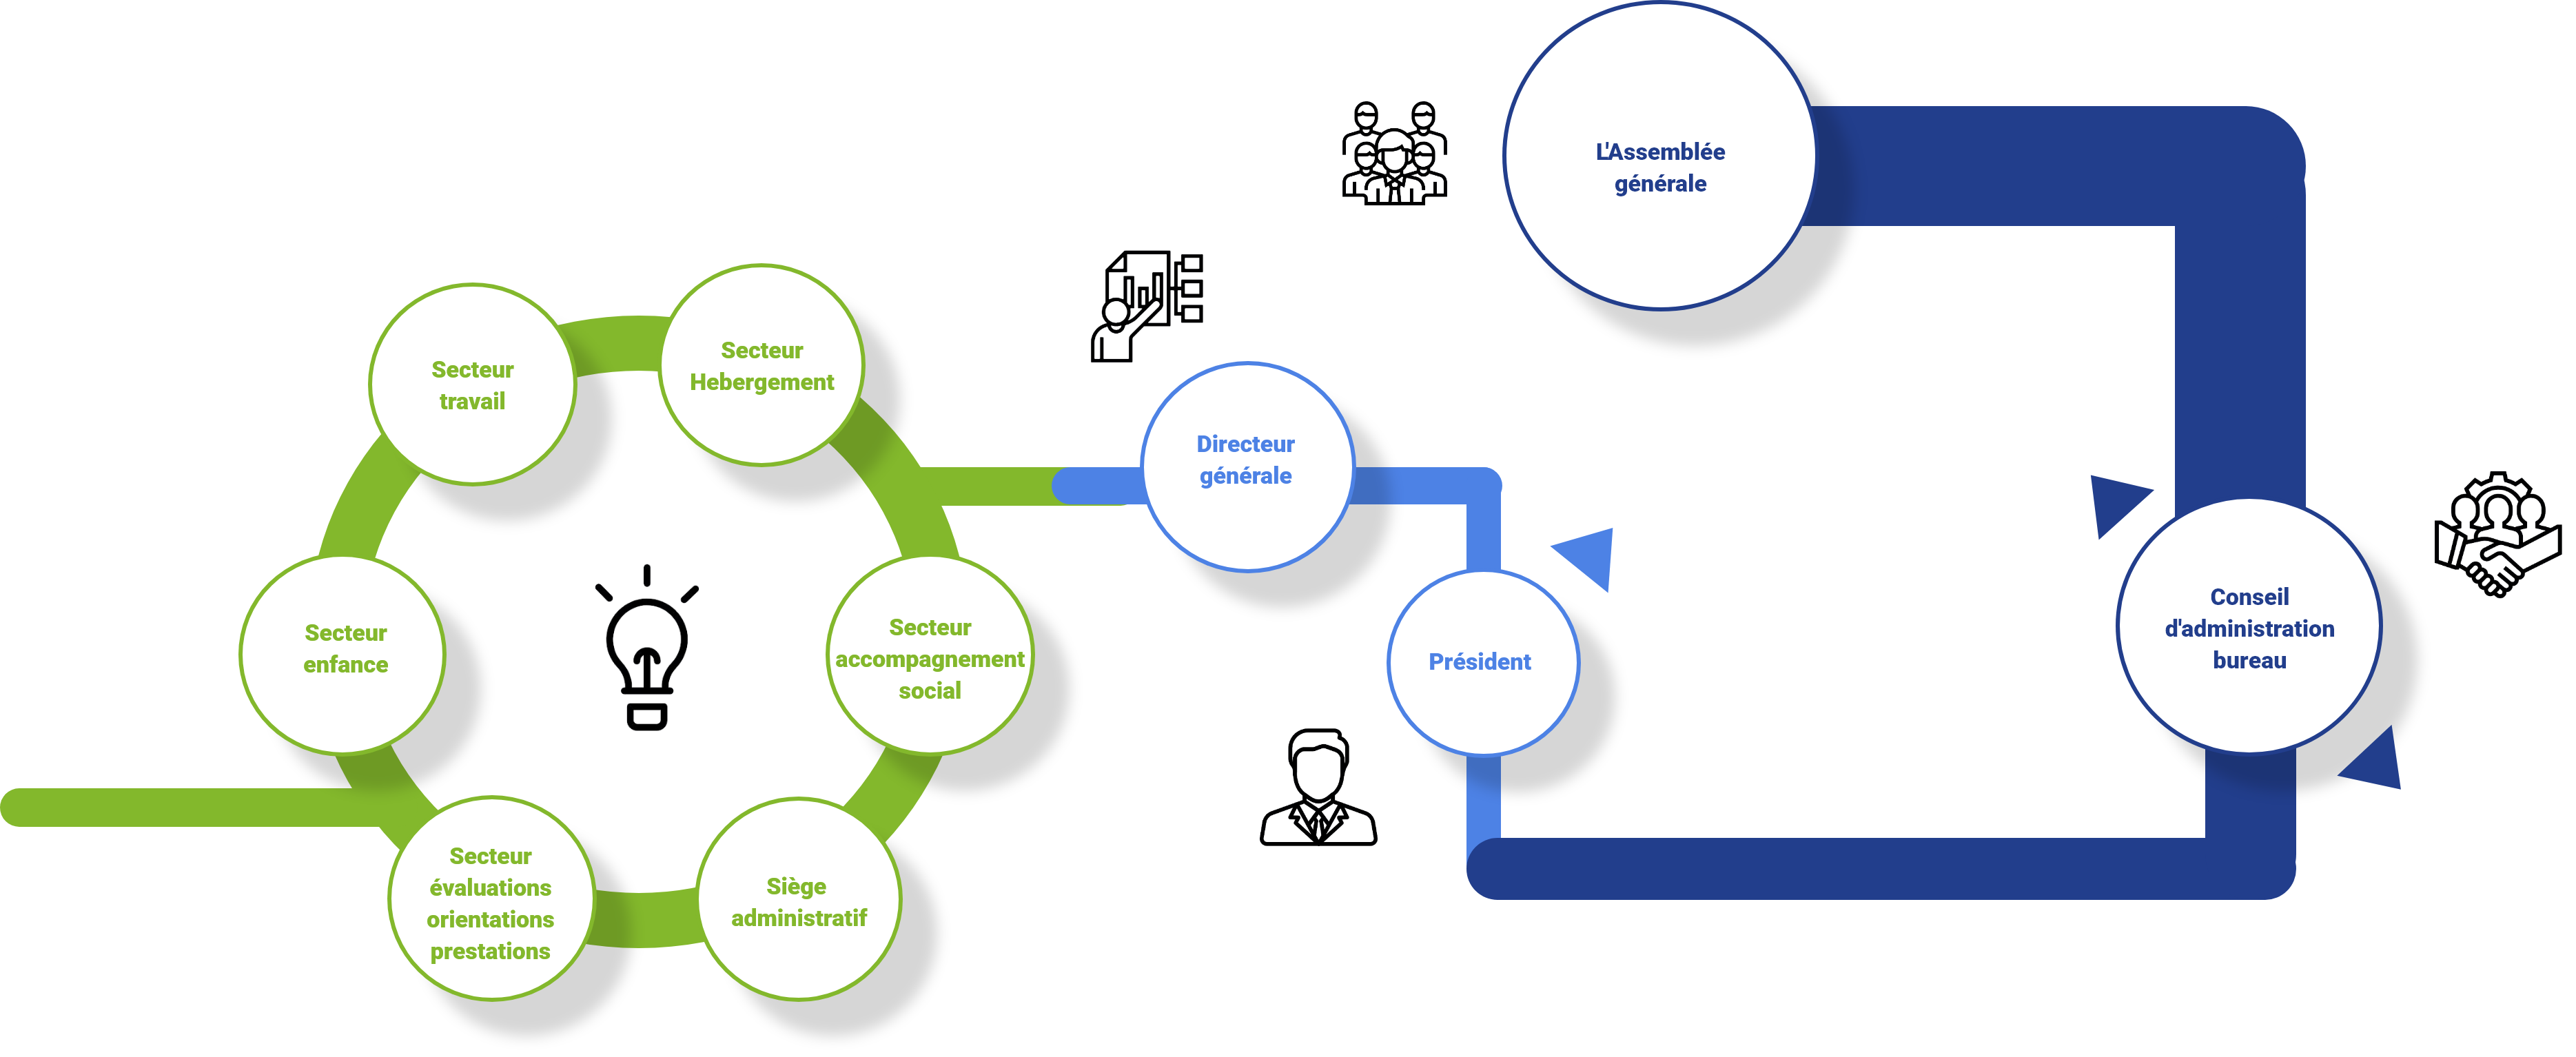 L'Assemblée
générale
Secteur
Hebergement
Secteur
travail
Directeur
générale
Conseil
d'administration
bureau
Secteur
accompagnement
social
Secteur
enfance
Président
Secteur
évaluations
orientations
prestations
Siège
administratif